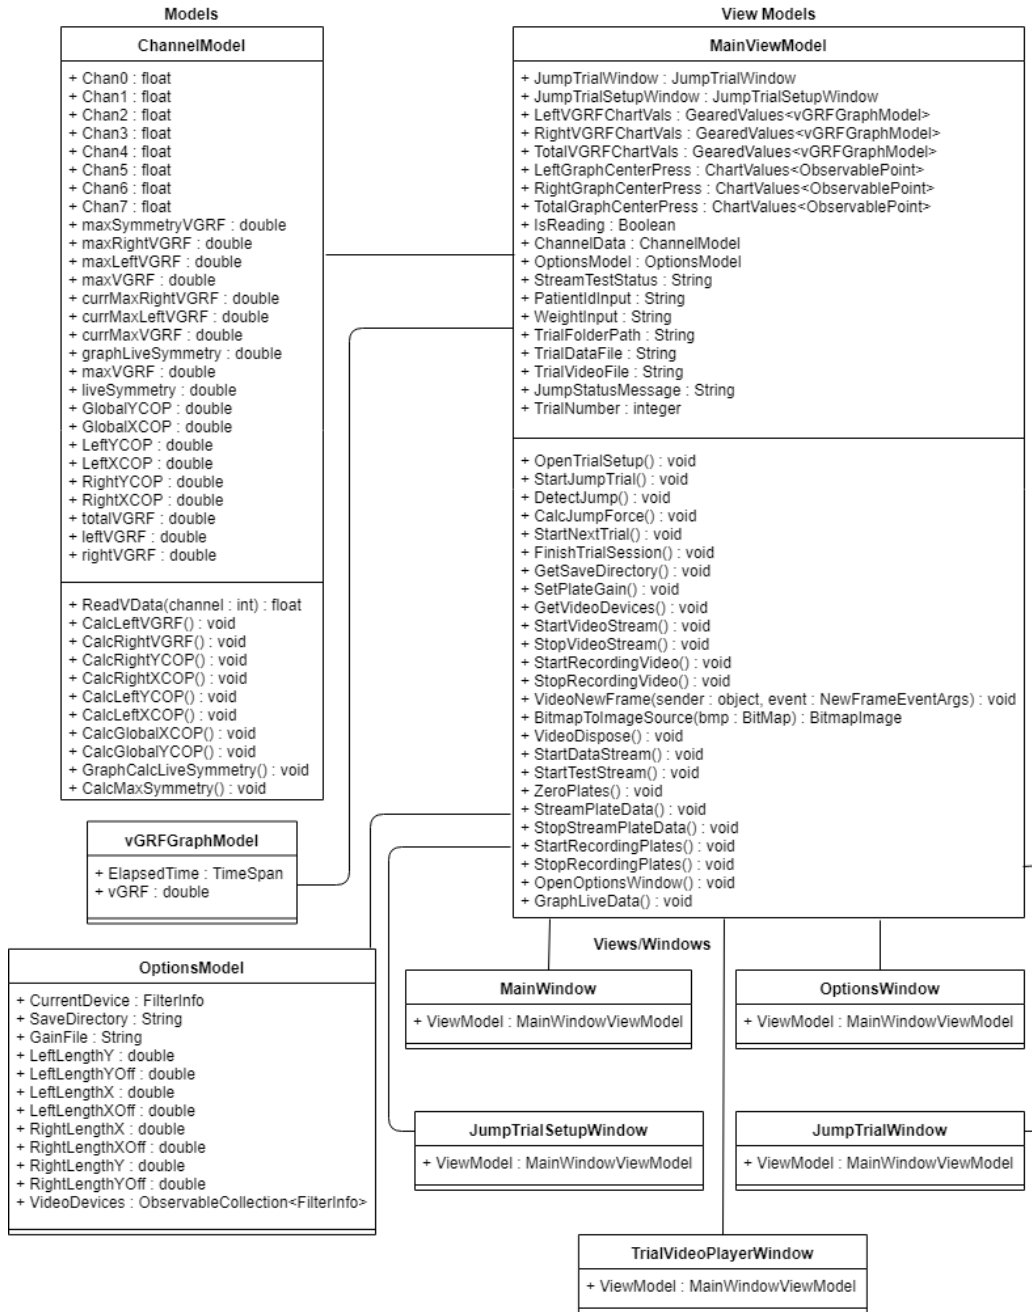 Models
ChannelModel
+ Chan0 : float
+ Chan1 : float
+ Chan2 : float
+ Chan3 : float
+ Chan4 : float
+ Chan5 : float
+ Chan6 : float
+ Chan7 : float
+ maxSymmetryVGRF : double
+ maxRightVGRF : double
+ maxLeftVGRF : double
+ maxVGRF : double
+ currMaxRightVGRF : double
+ currMaxLeftVGRF : double
+ currMaxVGRF : double
+ graphLiveSymmetry : double
+ maxVGRF : double
+ liveSymmetry : double
+ GlobalYCOP : double
+ GlobalXCOP : double
+ LeftYCOP : double
+ LeftXCOP : double
+ RightYCOP : double
+ RightXCOP : double
+ totalVGRF : double
+ leftVGRF : double
+ rightVGRF : double
+ ReadVData(channel : int) : float
+ CalcLeftVGRF() : void
+ CalcRightVGRF() : void
+ CalcRightYCOP() : void
+ CalcRightXCOP() : void
+ CalcLeftYCOP() : void
+ CalcLeftXCOP() : void
+ CalcGlobalXCOP() : void
+ CalcGlobalYCOP() : void
+ GraphCalcLiveSymmetry() : void
+ CalcMaxSymmetry() : void
vGRFGraphModel
+ ElapsedTime : TimeSpan
+ vGRF : double
OptionsModel
+ CurrentDevice : FilterInfo
+ SaveDirectory : String
+ GainFile : String
+ LeftLengthY : double
+ LeftLengthYOff : double
+ LeftLengthX : double
+ LeftLengthXOff : double
+ RightLengthX : double
+ RightLengthXOff : double
+ RightLengthY : double
+ RightLengthYOff : double
+ VideoDevices : ObservableCollection<FilterInfo>
View Models
MainViewModel
+ JumpTrialWindow : JumpTrialWindow
+ JumpTrialSetupWindow : JumpTrialSetupWindow
+ LeftVGRFChartVals : GearedValues<vGRFGraphModel>
+ RightVGRFChartVals : GearedValues<vGRFGraphModel>
+ TotalVGRFChartVals : GearedValues<vGRFGraphModel>
+ LeftGraphCenterPress : ChartValues<ObservablePoint>
+ RightGraphCenterPress : ChartValues<ObservablePoint>
+ TotalGraphCenterPress : ChartValues<ObservablePoint>
+ IsReading : Boolean
+ ChannelData : ChannelModel
+ OptionsModel : OptionsModel
+ StreamTestStatus : String
+ PatientIdInput : String
+ WeightInput : String
+ TrialFolderPath : String
+ TrialDataFile : String
+ TrialVideoFile : String
+ JumpStatusMessage : String
+ TrialNumber : integer
+ OpenTrialSetup() : void
+ StartJumpTrial() : void
+ DetectJump() : void
+ CalcJumpForce() : void
+ StartNextTrial() : void
+ FinishTrialSession() : void
+ GetSaveDirectory() : void
+ SetPlateGain() : void
+ GetVideoDevices() : void
+ StartVideoStream() : void
+ StopVideoStream() : void
+ StartRecordingVideo() : void
+ StopRecordingVideo() : void
+ VideoNewFrame(sender : object, event : NewFrameEventArgs) : void
+ BitmapToImageSource(bmp : BitMap) : BitmapImage
+ VideoDispose() : void
+ StartDataStream() : void
+ StartTestStream() : void
+ ZeroPlates() : void
+ StreamPlateData() : void
+ StopStreamPlateData() : void
+ StartRecordingPlates() : void
+ StopRecordingPlates() : void
+ OpenOptionsWindow() : void
+ GraphLiveData() : void
Views/Windows
MainWindow
+ ViewModel : MainWindowViewModel
OptionsWindow
+ ViewModel : MainWindowViewModel
JumpTrialSetupWindow
+ ViewModel : MainWindowViewModel
JumpTrialWindow
+ ViewModel : MainWindowViewModel
TrialVideoPlayerWindow
+ ViewModel : MainWindowViewModel